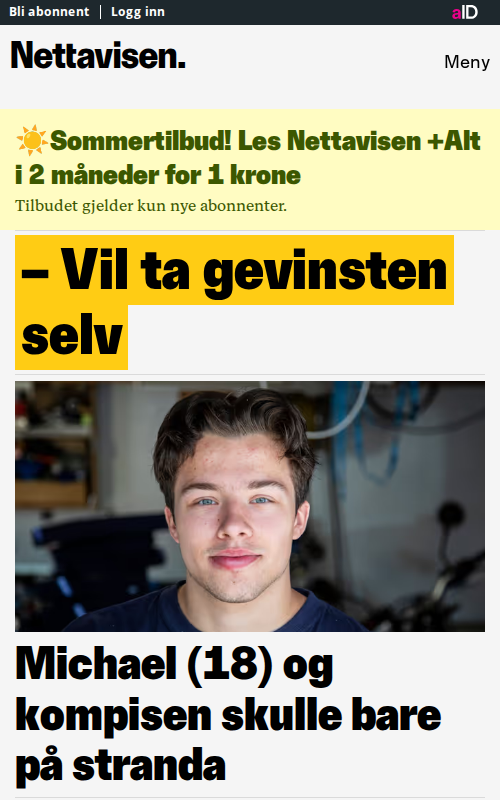 Bli abonnent | Logg inn
aID
Nettavisen.
Meny
☀️Sommertilbud! Les Nettavisen +Alt
i 2 måneder for 1 krone
Tilbudet gjelder kun nye abonnenter.
– Vil ta gevinsten
selv
Michael (18) og
kompisen skulle bare
på stranda